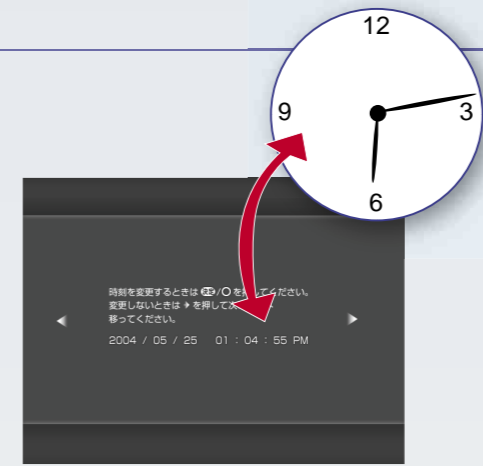 12
9
3
6
時刻を変更するときは /○ を押してください。
変更しないときは → を押して次
移ってください。
2004 / 05 / 25 01 : 04 : 55 PM